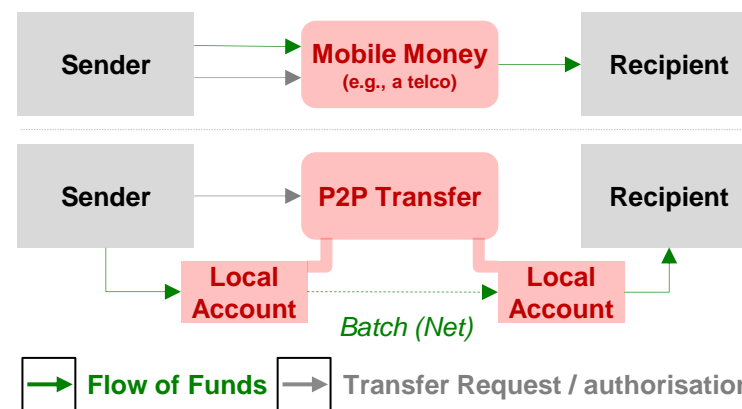 Sender
Mobile Money
(e.g., a telco)
Recipient
Sender
P2P Transfer
Recipient
Local
Account
Local
Account
Batch (Net)
Flow of Funds
Transfer Request / authorisation